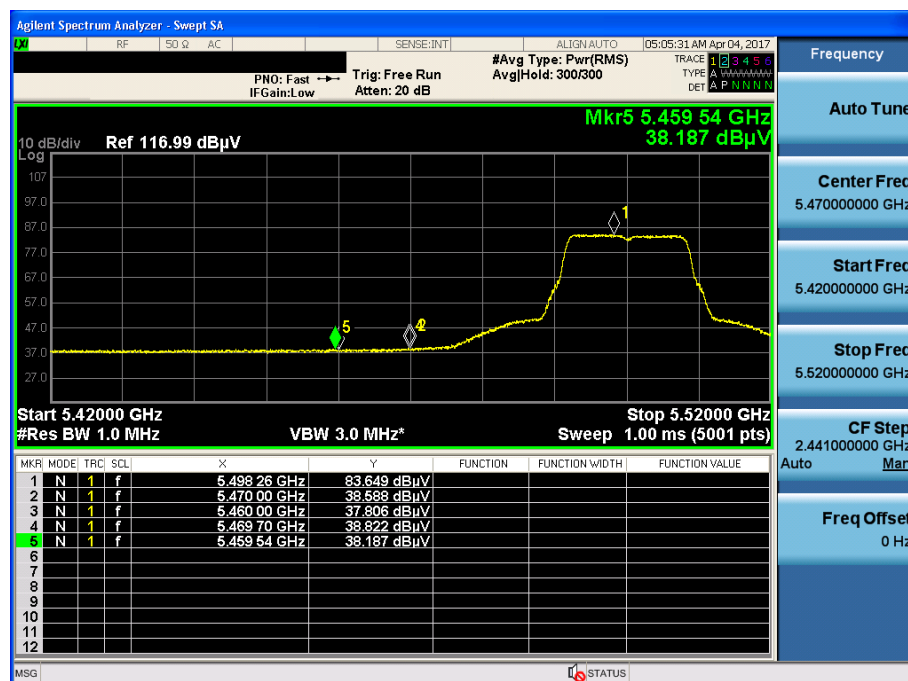 Agilent Spectrum Analyzer - Swept SA
LXI RF 50 Ω AC SENSE:INT ALIGN AUTO 05:05:31 AM Apr 04, 2017
PNO: Fast Trig: Free Run #Avg Type: Pwr(RMS) TRACE 1 2 3 4 5 6
IFGain:Low Atten: 20 dB Avg|Hold: 300/300 TYPE A WWWWW
DET A P N N N N
Mkr5 5.459 54 GHz
38.187 dBµV
10 dB/div Ref 116.99 dBµV
Log
107
97.0
87.0
77.0
67.0
57.0
47.0
37.0
27.0
1
5
4 2
Start 5.42000 GHz Stop 5.52000 GHz
#Res BW 1.0 MHz VBW 3.0 MHz* Sweep 1.00 ms (5001 pts)
MKR MODE TRC SCL X Y FUNCTION FUNCTION WIDTH FUNCTION VALUE
1 N 1 f 5.498 26 GHz 83.649 dBµV
2 N 1 f 5.470 00 GHz 38.588 dBµV
3 N 1 f 5.460 00 GHz 37.806 dBµV
4 N 1 f 5.469 70 GHz 38.822 dBµV
5 N 1 f 5.459 54 GHz 38.187 dBµV
6
7
8
9
10
11
12
MSG STATUS
Frequency
Auto Tune
Center Freq
5.470000000 GHz
Start Freq
5.420000000 GHz
Stop Freq
5.520000000 GHz
CF Step
2.441000000 GHz
Auto Man
Freq Offset
0 Hz